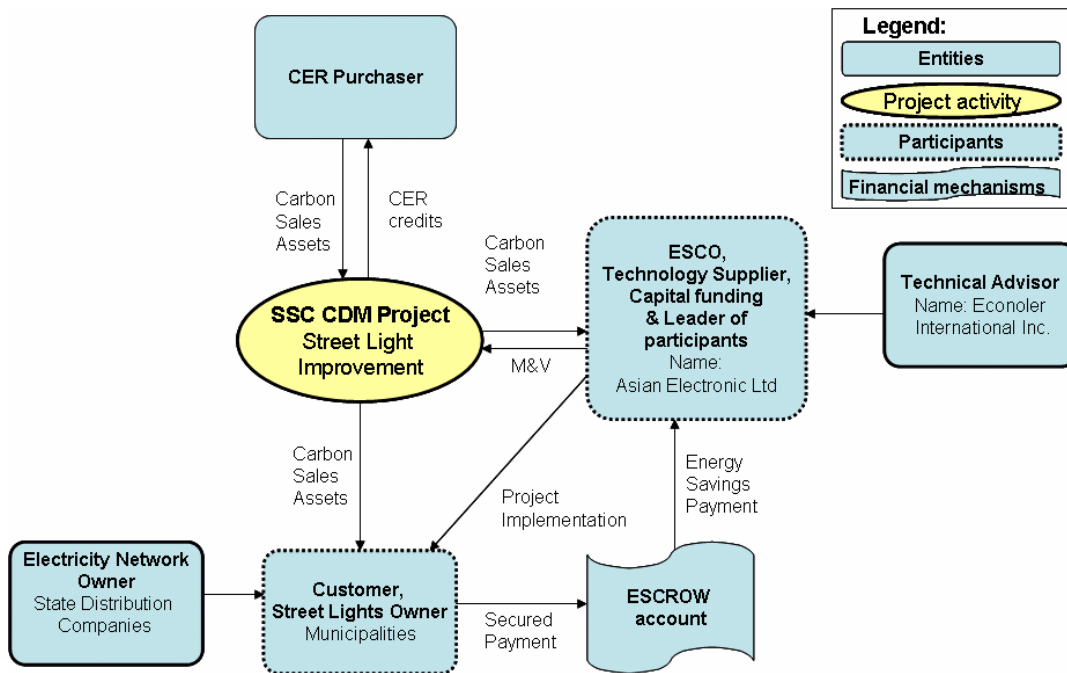 Legend:
Entities
Project activity
Participants
Financial mechanisms
CER Purchaser
Carbon
Sales
Assets
CER
credits
Carbon
Sales
Assets
ESCO,
Technology Supplier,
Capital funding
& Leader of
participants
Name:
Asian Electronic Ltd
Technical Advisor
Name: Econoler
International Inc.
SSC CDM Project
Street Light
Improvement
M&V
Carbon
Sales
Assets
Project
Implementation
Energy
Savings
Payment
Electricity Network
Owner
State Distribution
Companies
Customer,
Street Lights Owner
Municipalities
Secured
Payment
ESCROW
account